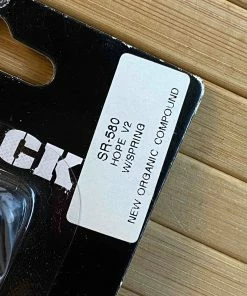 CK
SR-580
HOPE V2
W/SPRING
NEW ORGANIC COMPOUND